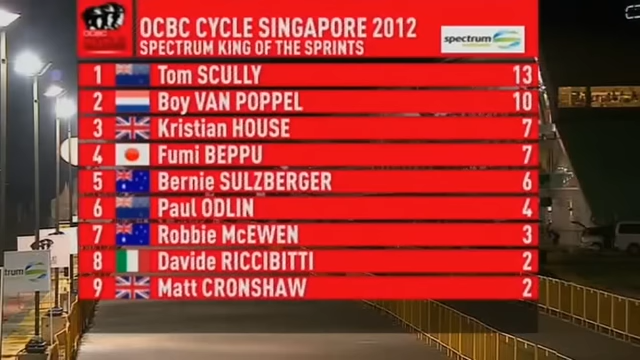 OCBC CYCLE SINGAPORE 2012
SPECTRUM KING OF THE SPRINTS
spectrum
1 Tom SCULLY 13
2 Boy VAN POPPEL 10
3 Kristian HOUSE 7
4 Fumi BEPPU 7
5 Bernie SULZBERGER 6
6 Paul ODLIN 4
7 Robbie McEWEN 3
8 Davide RICCIBITTI 2
9 Matt CRONSHAW 2
spectrum